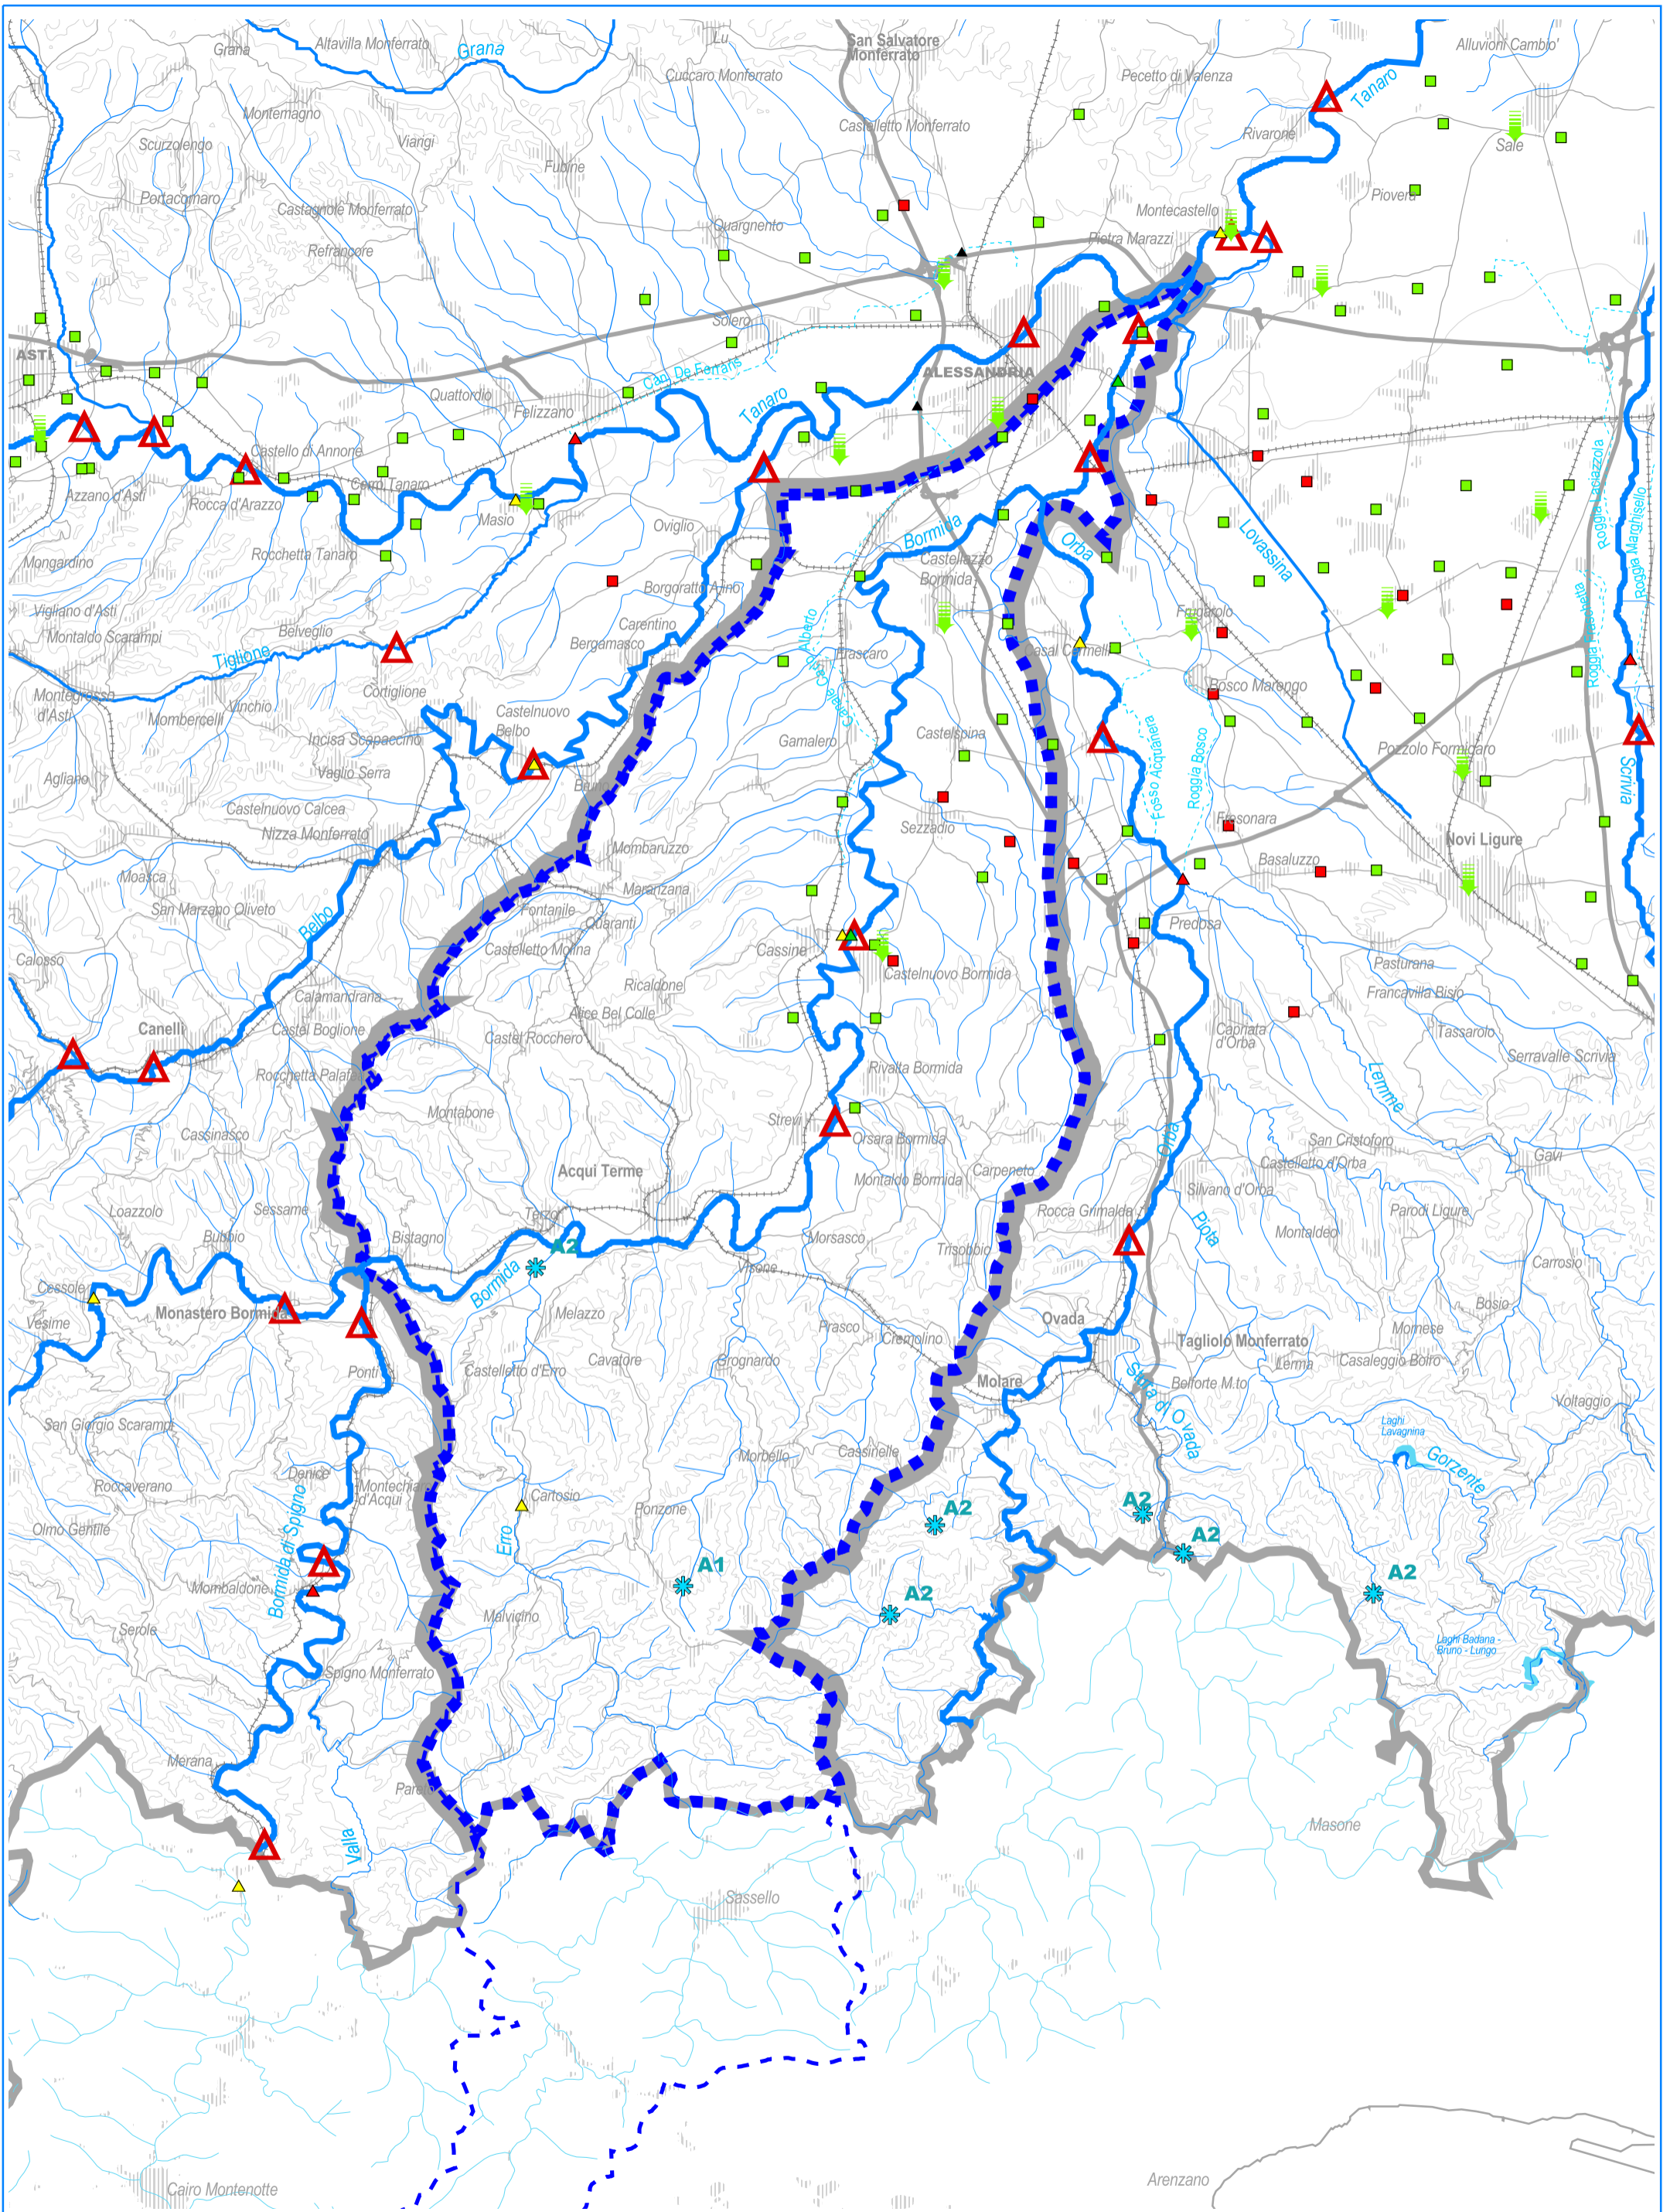 Grana
Altavilla Monferrato
Grana
Lu
San Salvatore
Monferrato
Alluvioni Cambio'
Cuccaro Monferrato
Pecetto di Valenza
Tanaro
Montemagno
Castelletto Monferrato
Rivarone
Scurzolengo
Viarigi
Sale
Fubine
Portacomaro
Castagnole Monferrato
Piovera
Montecastello
Quargnento
Pietra Marazzi
Refrancore
Solero
ASTI
Can. De Ferraris
ALESSANDRIA
Quattordio
Felizzano
Tanaro
Castello di Annone
Cerro Tanaro
Azzano d'Asti
Rocca d'Arazzo
Masio
Oviglio
Bormida
Orba
Lovassina
Roggia Marghisello
Mongardino
Rocchetta Tanaro
Castellazzo
Bormida
Borgoratto
Vigliano d'Asti
Belveglio
Carentino
Canale Carlo Alberto
Frugarolo
Roggia Fraschetta
Montaldo Scarampi
Tiglione
Bergamasco
Frascaro
Casal Cermelli
Montegrosso
d'Asti
Cortiglione
Bosco Marengo
Mombercelli
Vinchio
Castelnuovo
Belbo
Incisa Scapaccino
Gamalero
Castelspina
Fosso Acquanera
Roggia Bosco
Pozzolo Formigaro
Scrivia
Agliano
Vaglio Serra
Bruno
Castelnuovo Calcea
Nizza Monferrato
Sezzadio
Fresonara
Novi Ligure
Mombaruzzo
Basaluzzo
Moasca
Maranzana
San Marzano Oliveto
Fontanile
Quaranti
Predosa
Belbo
Castelletto Molina
Cassine
Calosso
Castelnuovo Bormida
Pasturana
Calamandrana
Ricaldone
Francavilla Bisio
Canelli
Castel Boglione
Alice Bel Colle
Capriata
d'Orba
Tassarolo
Castel Rocchero
Serravalle Scrivia
Rocchetta Palafea
Rivalta Bormida
Lemme
Montabone
Strevi
Cassinasco
Orsara Bormida
Orba
San Cristoforo
Gavi
Acqui Terme
Carpeneto
Castelletto d'Orba
Montaldo Bormida
Silvano d'Orba
Loazzolo
Sessame
Terzo
Rocca Grimalda
Parodi Ligure
Bubbio
Bistagno
Morsasco
Piota
Montaldeo
A2
Trisobbio
Carrosio
Cessole
Bormida
Visone
Monastero Bormida
Melazzo
Bosio
Vesime
Prasco
Ovada
Mornese
Cremolino
Tagliolo Monferrato
Ponti
Castelletto d'Erro
Cavatore
Grognardo
Lerma
Casaleggio Boiro
Molare
Belforte M.to
Voltaggio
Stura di Ovada
San Giorgio Scarampi
Laghi
Lavagnina
Morbello
Cassinelle
Gorzente
Denice
Roccaverano
Montechiaro
d'Acqui
Cartosio
Ponzone
A2
A2
Olmo Gentile
Bormida di Spigno
Erro
A2
A1
A2
Mombaldone
A2
Malvicino
Serole
Laghi Badana -
Bruno - Lungo
Spigno Monferrato
Merana
Pareto
Valla
Masone
Sassello
Cairo Montenotte
Arenzano